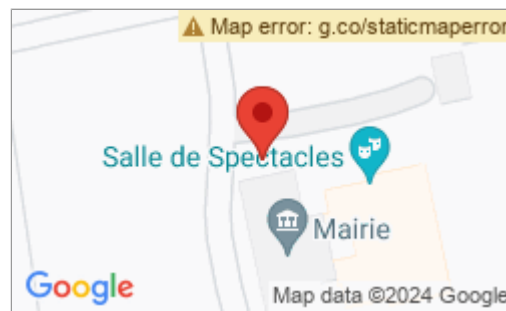 Map error: g.co/staticmaperror
Salle de Spectacles
Mairie
Google
Map data ©2024 Google